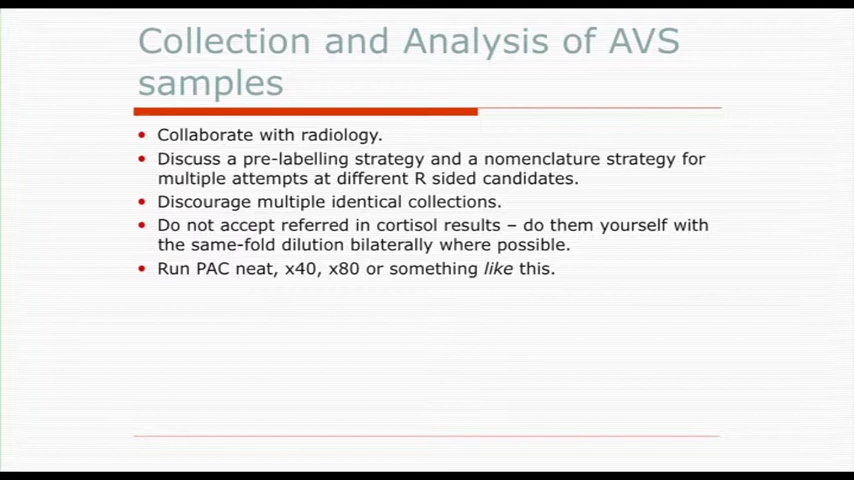 Collection and Analysis of AVS
samples
• Collaborate with radiology.
• Discuss a pre-labelling strategy and a nomenclature strategy for
multiple attempts at different R sided candidates.
• Discourage multiple identical collections.
• Do not accept referred in cortisol results – do them yourself with
the same-fold dilution bilaterally where possible.
• Run PAC neat, x40, x80 or something like this.